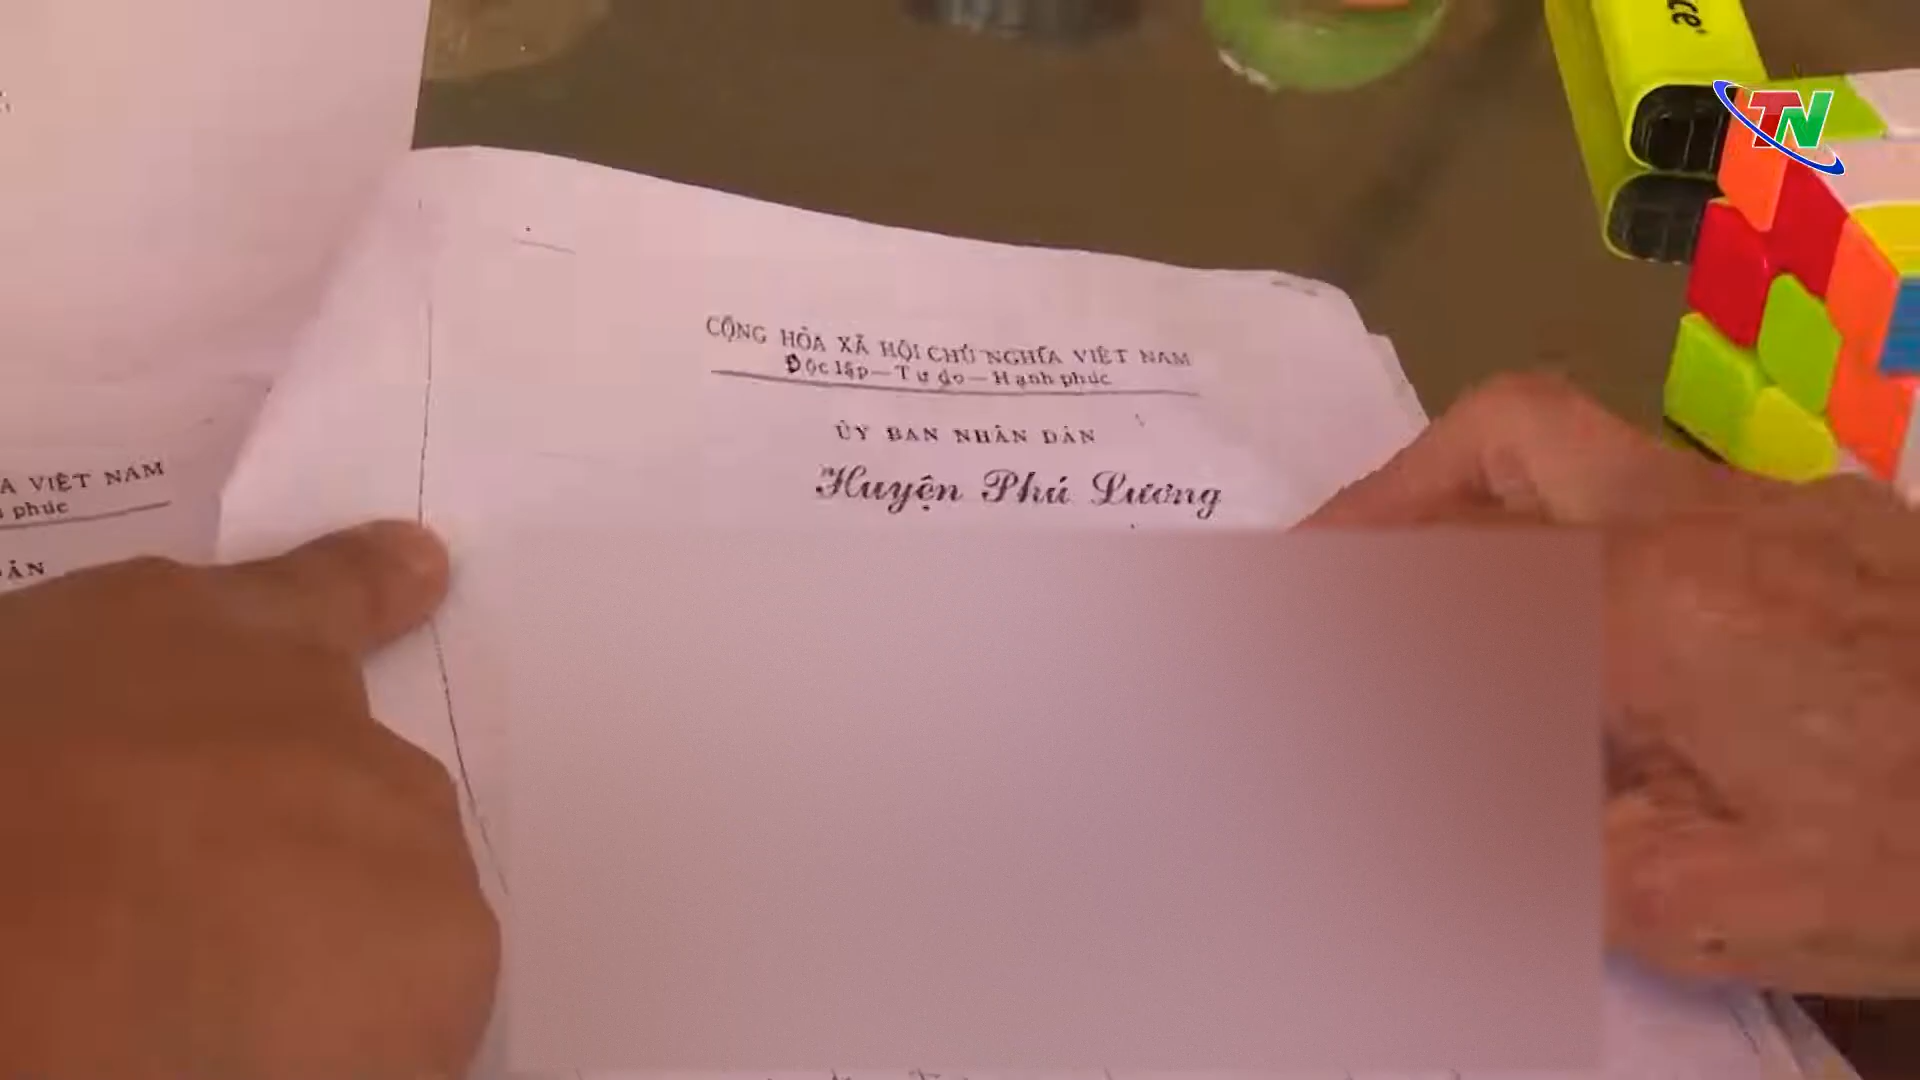 CỘNG HÒA XÃ HỘI CHỦ NGHĨA VIỆT NAM
Độc lập - Tự do - Hạnh phúc
ỦY BAN NHÂN DÂN
Huyện Phú Lương
A VIỆT NAM
phúc
TN